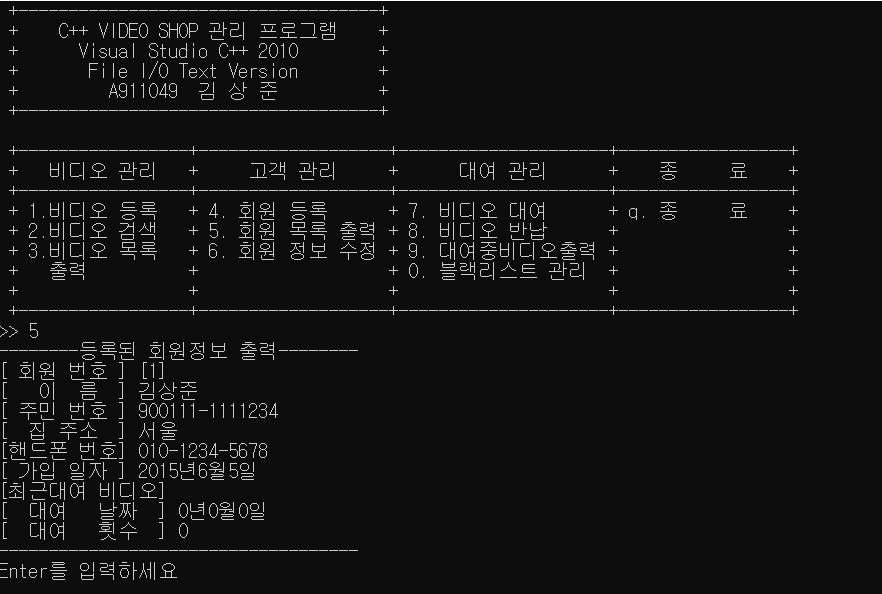 +------------------------------------+
+    C++ VIDEO SHOP 관리 프로그램    +
+      Visual Studio C++ 2010        +
+       File I/O Text Version        +
+         A911049  김 상 준          +
+------------------------------------+
+-----------------+-------------------+---------------------+-----------------+
+   비디오 관리   +     고객 관리     +      대여 관리      +    종     료    +
+-----------------+-------------------+---------------------+-----------------+
+ 1.비디오 등록   + 4. 회원 등록      + 7. 비디오 대여      + q. 종     료    +
+ 2.비디오 검색   + 5. 회원 목록 출력 + 8. 비디오 반납      +                 +
+ 3.비디오 목록   + 6. 회원 정보 수정 + 9. 대여중비디오출력 +                 +
+   출력          +                   + 0. 블랙리스트 관리  +                 +
+                 +                   +                     +                 +
+-----------------+-------------------+---------------------+-----------------+
>> 5
--------등록된 회원정보 출력--------
[ 회원 번호 ] [1]
[   이  름  ] 김상준
[ 주민 번호 ] 900111-1111234
[  집 주소  ] 서울
[핸드폰 번호] 010-1234-5678
[ 가입 일자 ] 2015년6월5일
[최근대여 비디오]
[  대여   날짜  ] 0년0월0일
[  대여   횟수  ] 0
------------------------------------
Enter를 입력하세요